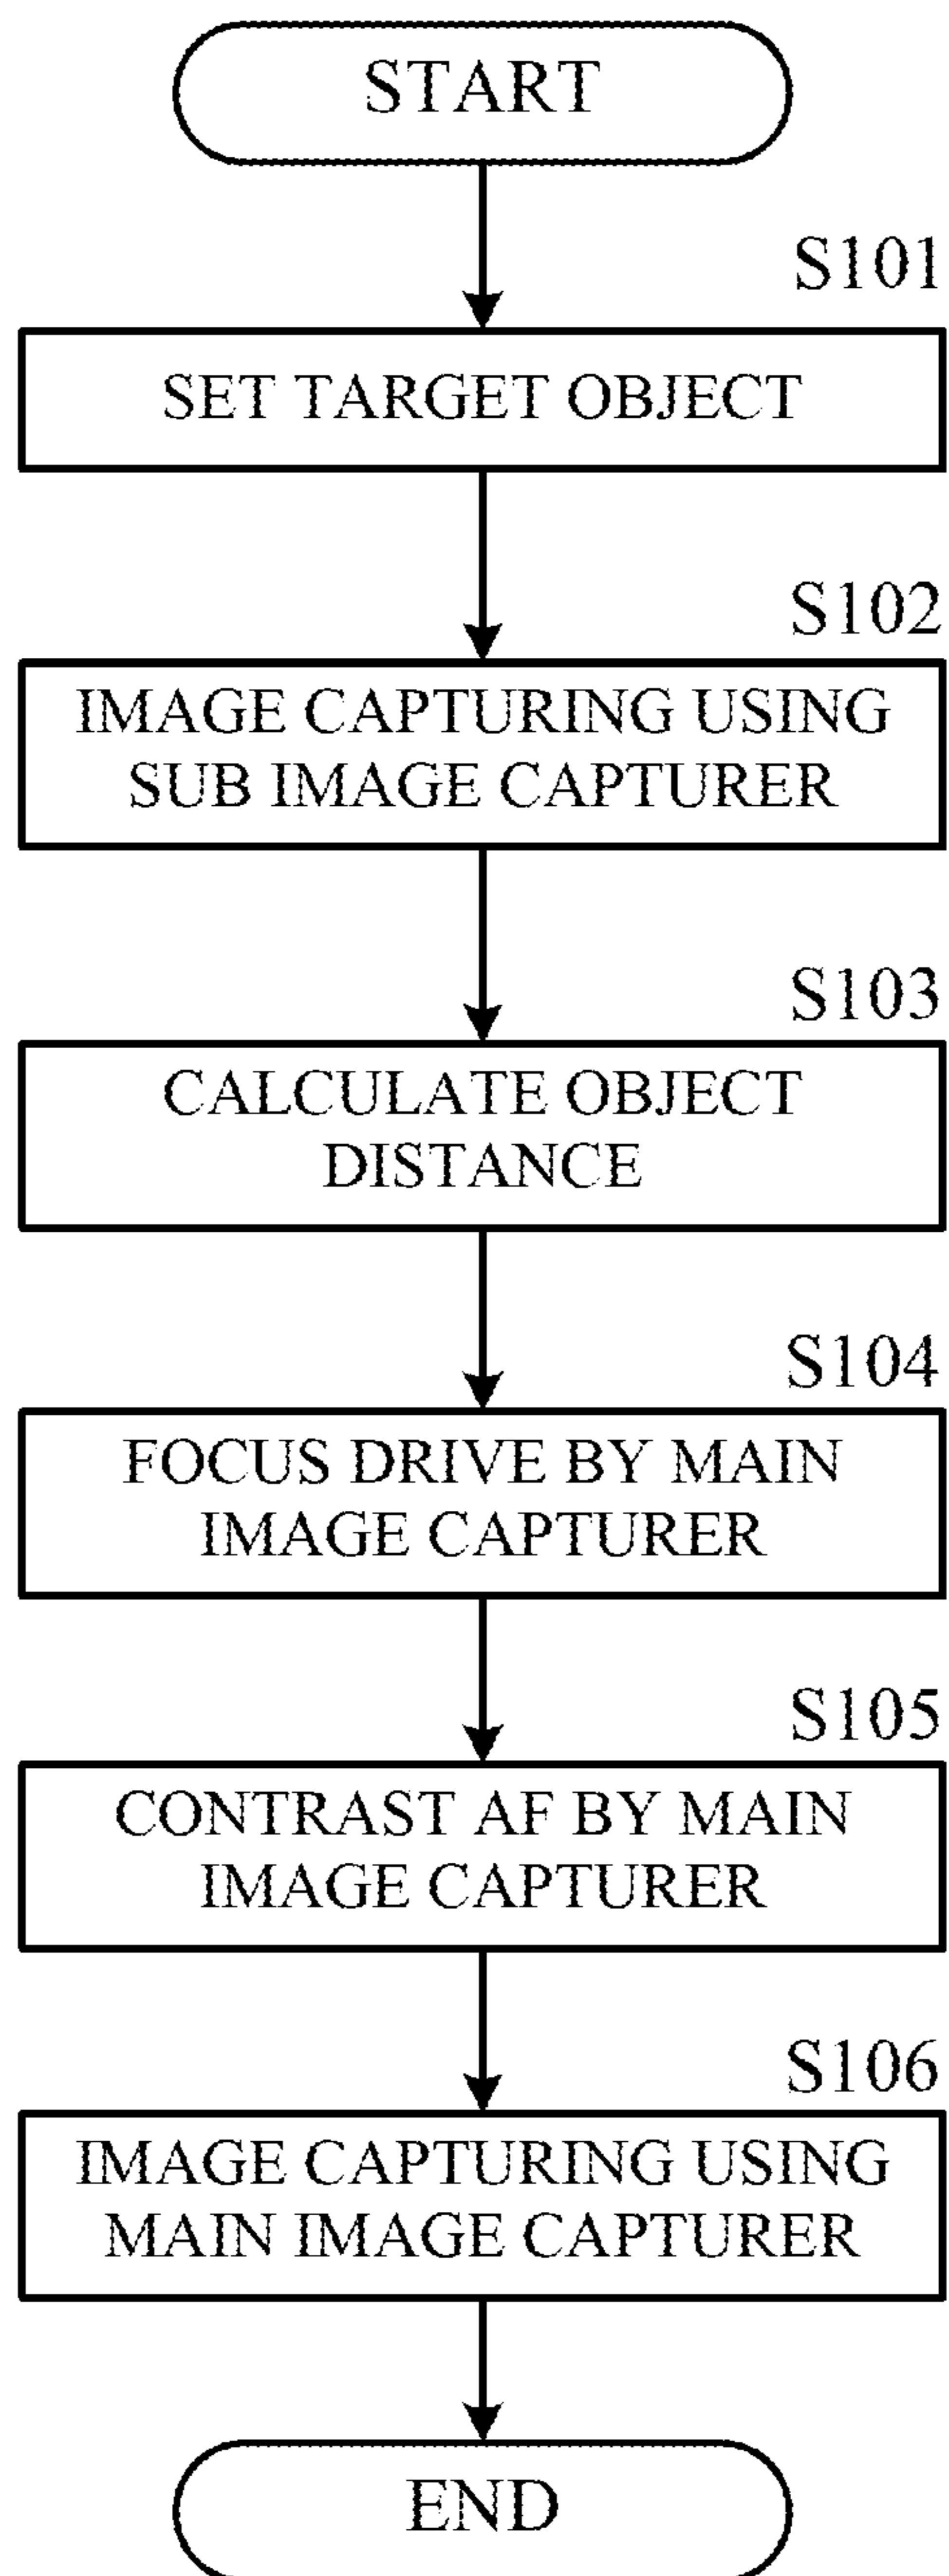 START
S101
SET TARGET OBJECT
S102
IMAGE CAPTURING USING
SUB IMAGE CAPTURER
S103
CALCULATE OBJECT
DISTANCE
S104
FOCUS DRIVE BY MAIN
IMAGE CAPTURER
S105
CONTRAST AF BY MAIN
IMAGE CAPTURER
S106
IMAGE CAPTURING USING
MAIN IMAGE CAPTURER
END